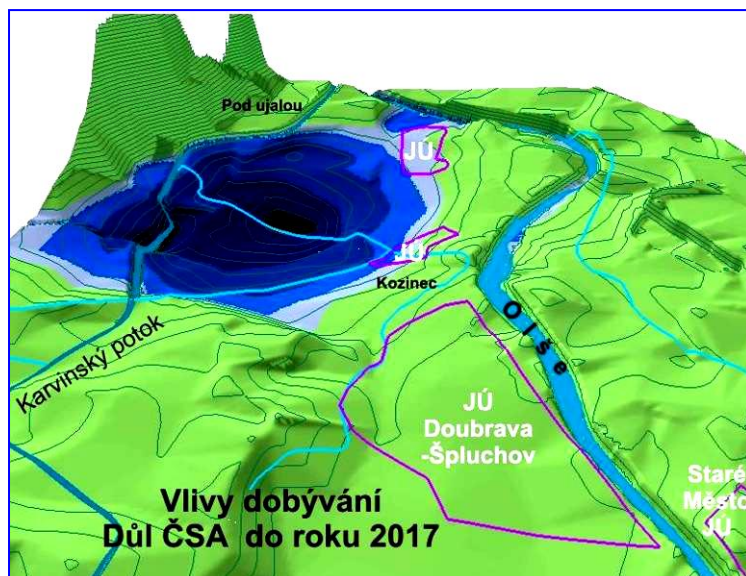 Pod ujalou
JÚ
JÚ
Kozinec
Olše
Karvinský potok
JÚ
Doubrava
-Špluchov
Staré
Město
JÚ
Vlivy dobývání
Důl ČSA do roku 2017